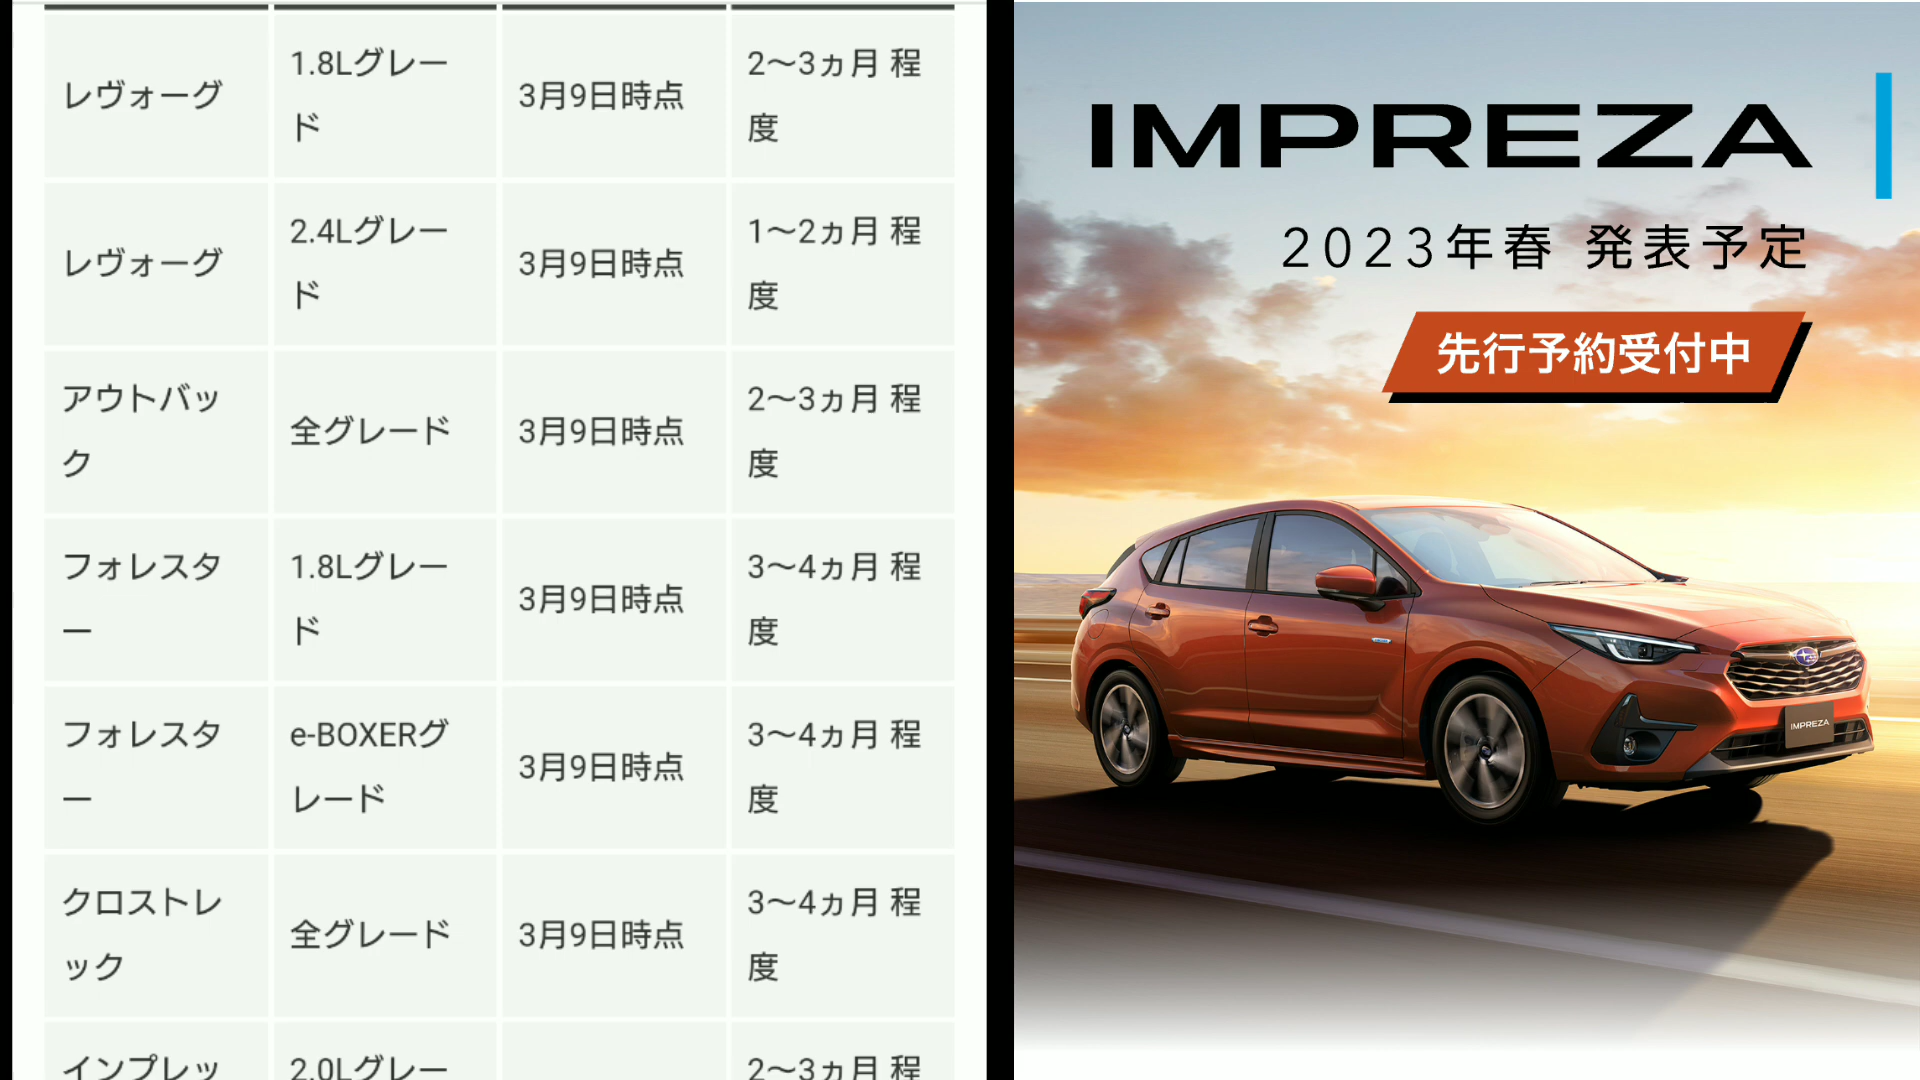 レヴォーグ
1.8Lグレー
ド
3月9日時点
2〜3ヵ月 程
度
レヴォーグ
2.4Lグレー
ド
3月9日時点
1〜2ヵ月 程
度
アウトバッ
ク
全グレード
3月9日時点
2〜3ヵ月 程
度
フォレスタ
ー
1.8Lグレー
ド
3月9日時点
3〜4ヵ月 程
度
フォレスタ
ー
e-BOXERグ
レード
3月9日時点
3〜4ヵ月 程
度
クロストレ
ック
全グレード
3月9日時点
3〜4ヵ月 程
度
インプレッ
2.0Lグレー
2〜3ヵ月 程
IMPREZA
2023年春 発表予定
先行予約受付中
IMPREZA